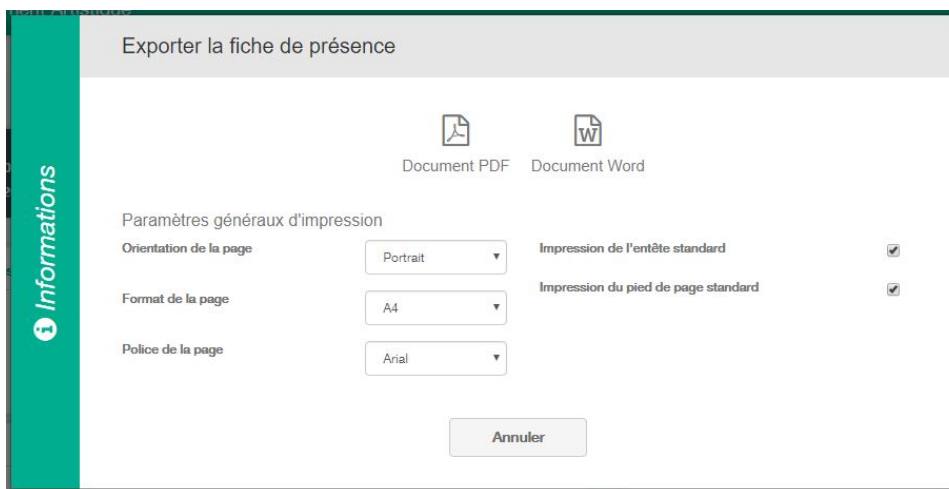 Exporter la fiche de présence
Document PDF Document Word
Informations
Paramètres généraux d'impression
Orientation de la page Portrait Impression de l'entête standard
Impression du pied de page standard
Format de la page A4
Police de la page Arial
Annuler